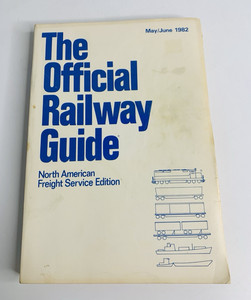 May/June 1982
The
Official
Railway
Guide
North American
Freight Service Edition